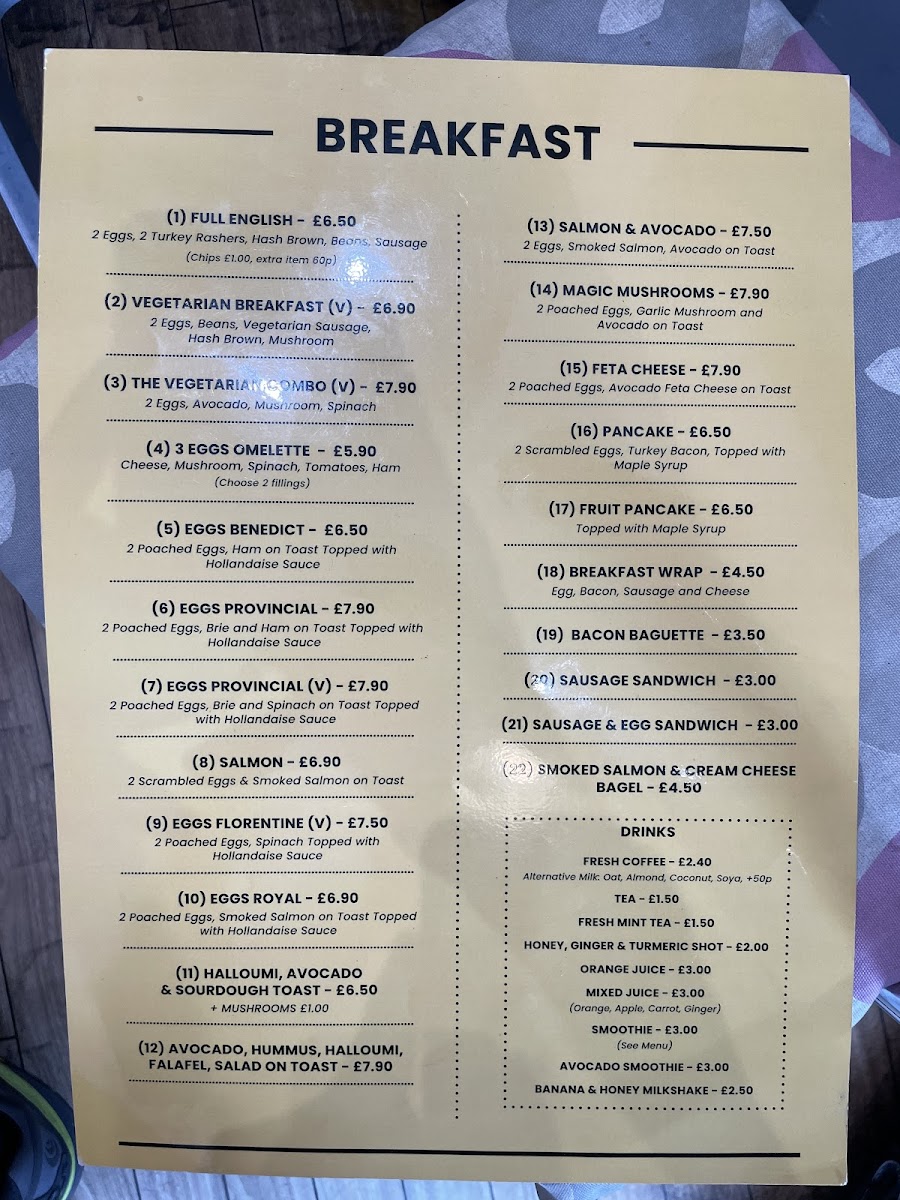 BREAKFAST
(1) FULL ENGLISH - £6.50
2 Eggs, 2 Turkey Rashers, Hash Brown, Beans, Sausage
(Chips £1.00, extra item 60p)
(2) VEGETARIAN BREAKFAST (V) - £6.90
2 Eggs, Beans, Vegetarian Sausage,
Hash Brown, Mushroom
(3) THE VEGETARIAN COMBO (V) - £7.90
2 Eggs, Avocado, Mushroom, Spinach
(4) 3 EGGS OMELETTE - £5.90
Cheese, Mushroom, Spinach, Tomatoes, Ham
(Choose 2 fillings)
(5) EGGS BENEDICT - £6.50
2 Poached Eggs, Ham on Toast Topped with
Hollandaise Sauce
(6) EGGS PROVINCIAL - £7.90
2 Poached Eggs, Brie and Ham on Toast Topped with
Hollandaise Sauce
(7) EGGS PROVINCIAL (V) - £7.90
2 Poached Eggs, Brie and Spinach on Toast Topped
with Hollandaise Sauce
(8) SALMON - £6.90
2 Scrambled Eggs & Smoked Salmon on Toast
(9) EGGS FLORENTINE (V) - £7.50
2 Poached Eggs, Spinach Topped with
Hollandaise Sauce
(10) EGGS ROYAL - £6.90
2 Poached Eggs, Smoked Salmon on Toast Topped
with Hollandaise Sauce
(11) HALLOUMI, AVOCADO
& SOURDOUGH TOAST - £6.50
+ MUSHROOMS £1.00
(12) AVOCADO, HUMMUS, HALLOUMI,
FALAFEL, SALAD ON TOAST - £7.90
(13) SALMON & AVOCADO - £7.50
2 Eggs, Smoked Salmon, Avocado on Toast
(14) MAGIC MUSHROOMS - £7.90
2 Poached Eggs, Garlic Mushroom and
Avocado on Toast
(15) FETA CHEESE - £7.90
2 Poached Eggs, Avocado Feta Cheese on Toast
(16) PANCAKE - £6.50
2 Scrambled Eggs, Turkey Bacon, Topped with
Maple Syrup
(17) FRUIT PANCAKE - £6.50
Topped with Maple Syrup
(18) BREAKFAST WRAP - £4.50
Egg, Bacon, Sausage and Cheese
(19) BACON BAGUETTE - £3.50
(20) SAUSAGE SANDWICH - £3.00
(21) SAUSAGE & EGG SANDWICH - £3.00
(22) SMOKED SALMON & CREAM CHEESE
BAGEL - £4.50
DRINKS
FRESH COFFEE - £2.40
Alternative Milk: Oat, Almond, Coconut, Soya, +50p
TEA - £1.50
FRESH MINT TEA - £1.50
HONEY, GINGER & TURMERIC SHOT - £2.00
ORANGE JUICE - £3.00
MIXED JUICE - £3.00
(Orange, Apple, Carrot, Ginger)
SMOOTHIE - £3.00
(See Menu)
AVOCADO SMOOTHIE - £3.00
BANANA & HONEY MILKSHAKE - £2.50